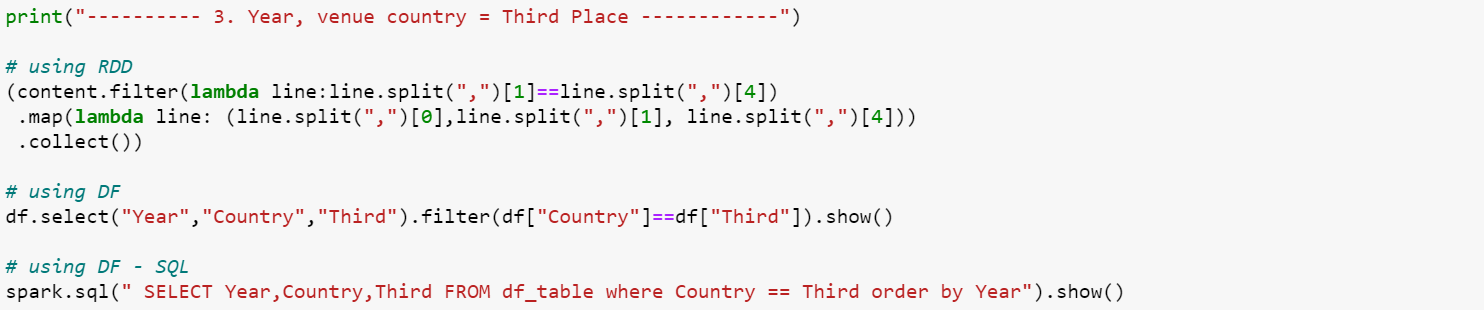 print("---------- 3. Year, venue country = Third Place ------------")
# using RDD
(content.filter(lambda line:line.split(",")[1]==line.split(",")[4])
 .map(lambda line: (line.split(",")[0],line.split(",")[1], line.split(",")[4]))
 .collect())
# using DF
df.select("Year","Country","Third").filter(df["Country"]==df["Third"]).show()
# using DF - SQL
spark.sql(" SELECT Year,Country,Third FROM df_table where Country == Third order by Year").show()